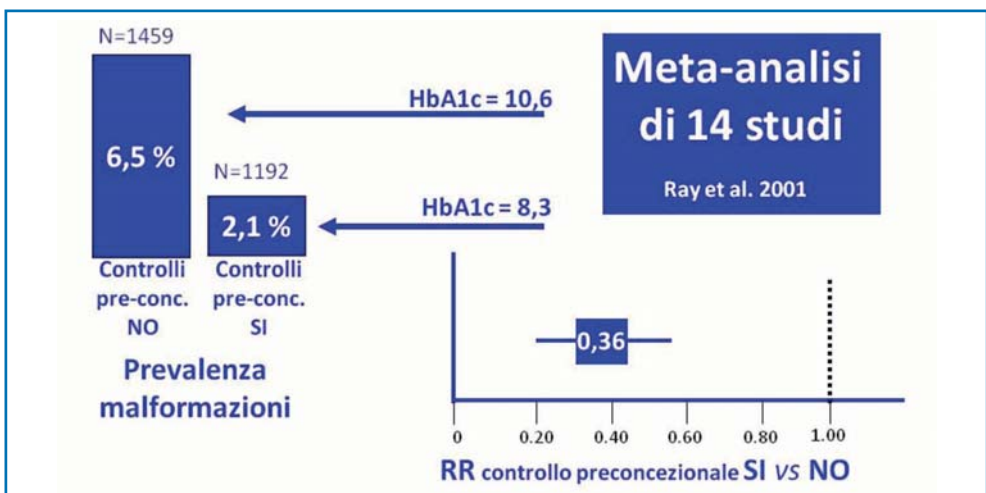 N=1459
6,5 %
N=1192
2,1 %
Controlli
pre-conc.
NO
Controlli
pre-conc.
SI
Prevalenza
malformazioni
HbA1c = 10,6
HbA1c = 8,3
Meta-analisi
di 14 studi
Ray et al. 2001
0,36
0 0.20 0.40 0.60 0.80 1.00
RR controllo preconcezionale SI vs NO